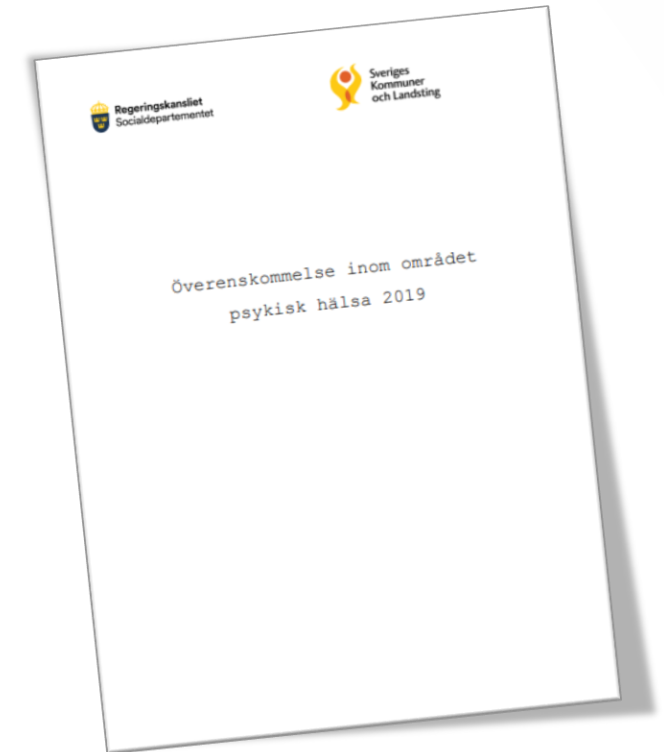 Regeringskansliet
Socialdepartementet
Sveriges
Kommuner
och Landsting
Överenskommelse inom området
psykisk hälsa 2019